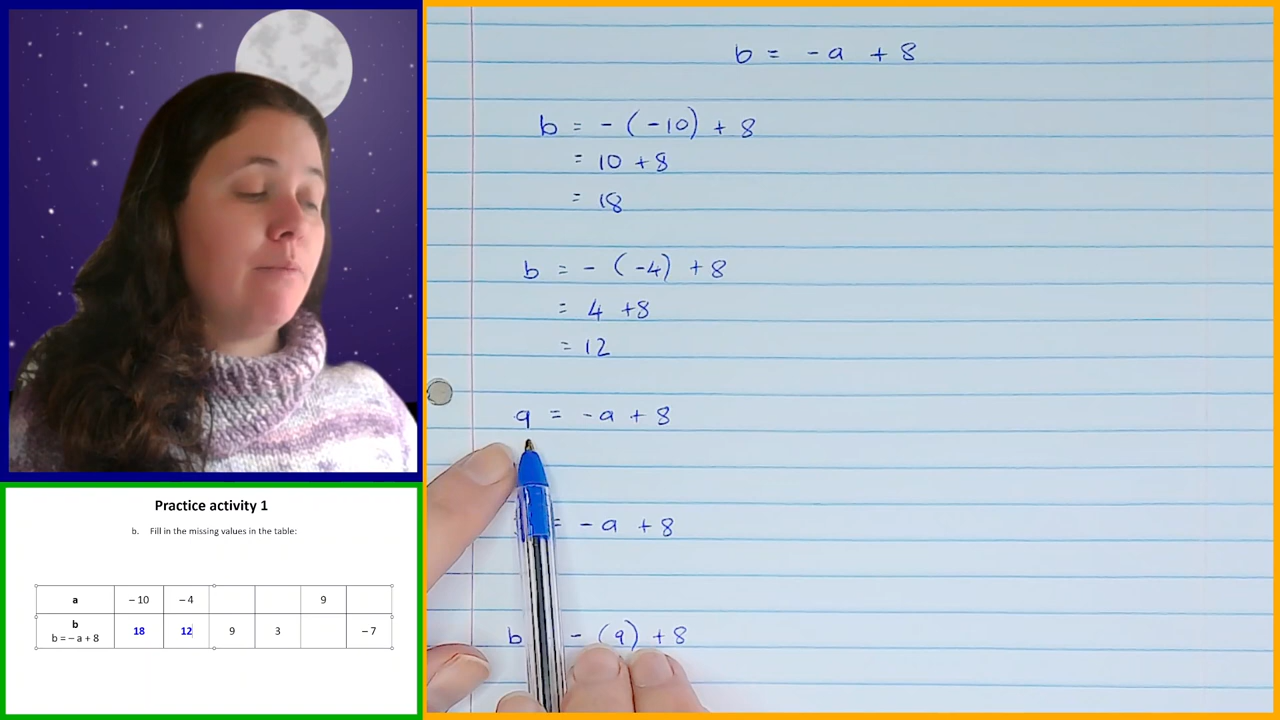 b = -a + 8
b = - (-10) + 8
= 10 + 8
= 18
b = - (-4) + 8
= 4 + 8
= 12
9 = -a + 8
= -a + 8
b - (9) + 8
Practice activity 1
b. Fill in the missing values in the table:
a – 10 – 4 9
b
b = – a + 8 18 12 9 3 – 7